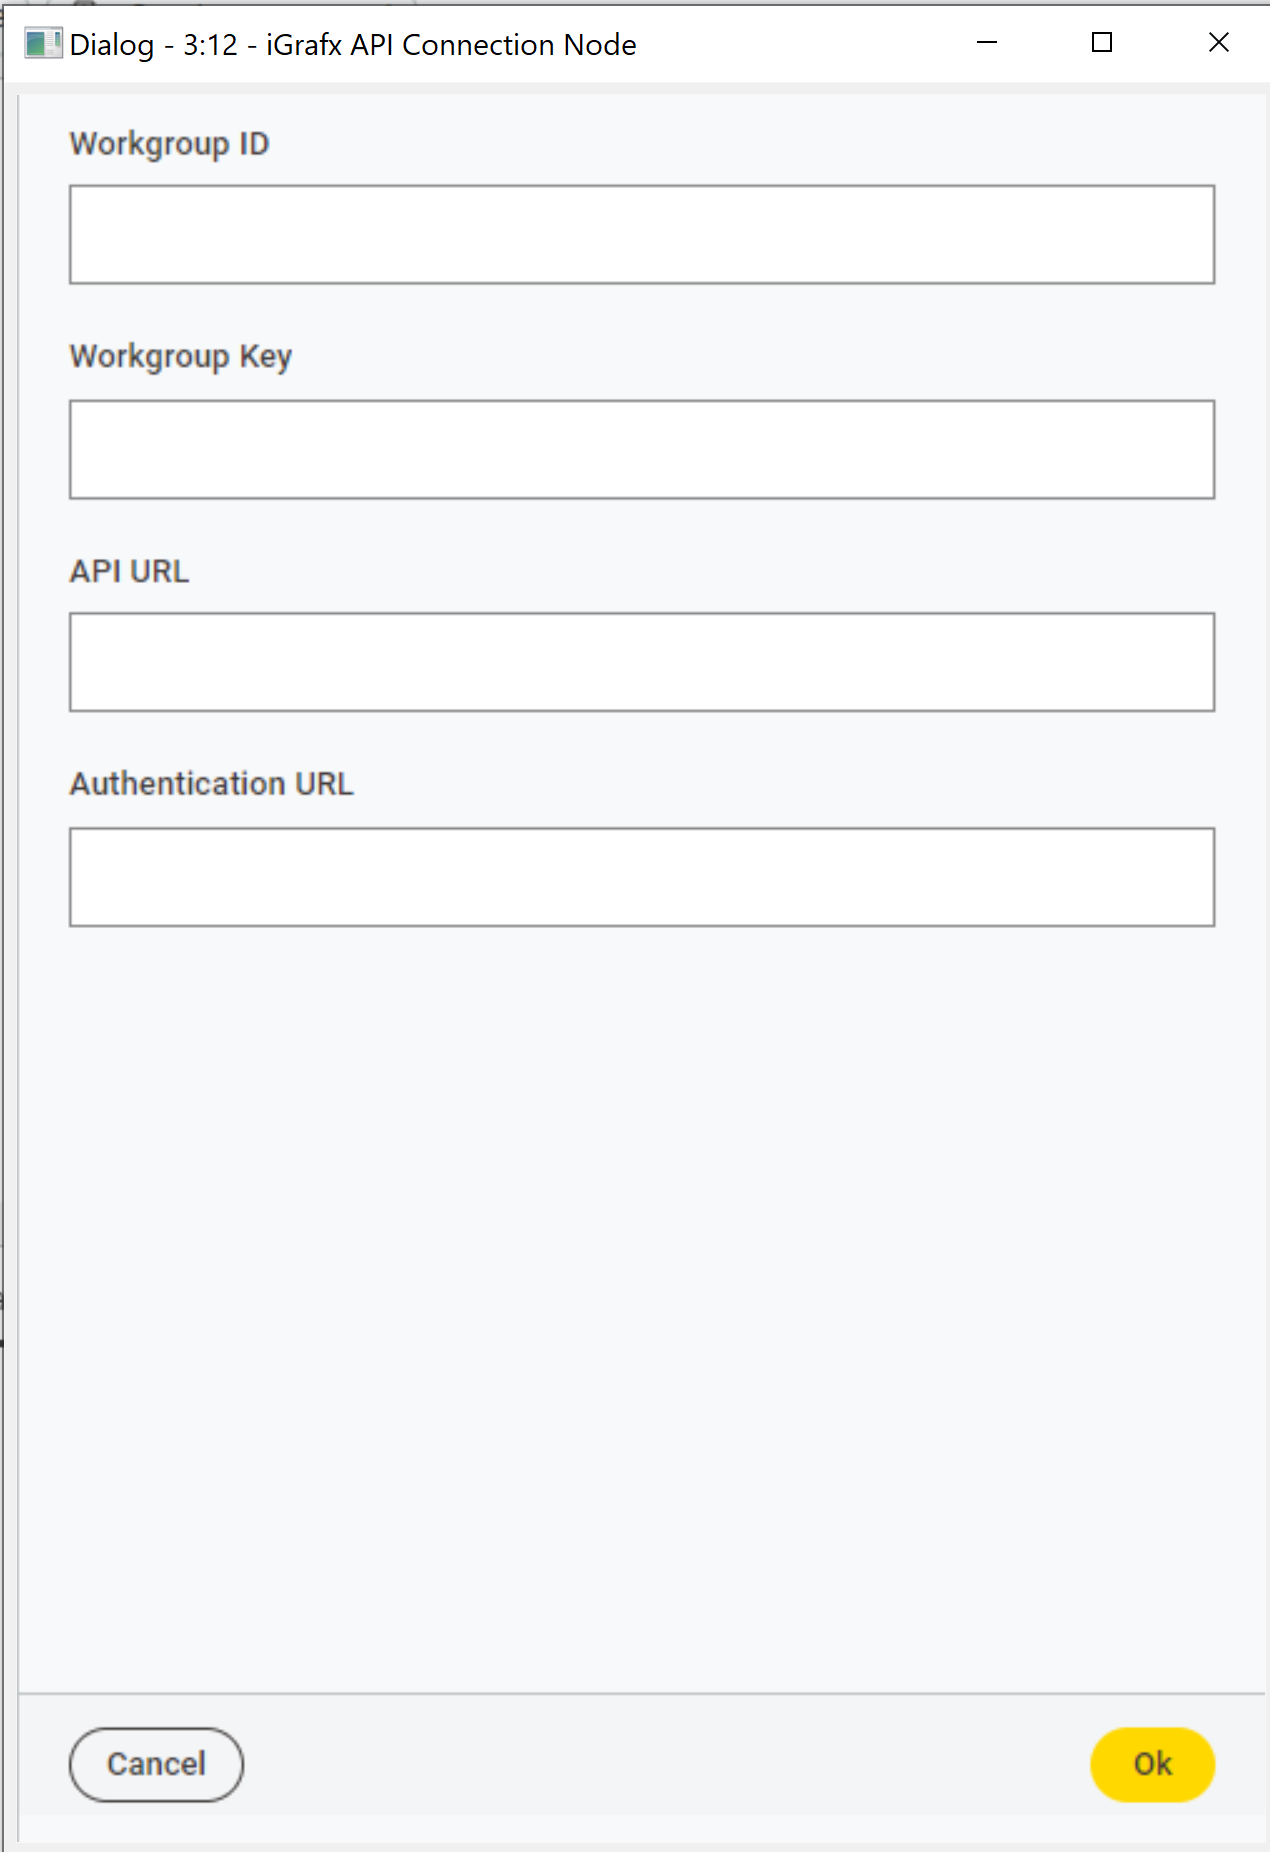 Dialog - 3:12 - iGrafx API Connection Node
Workgroup ID
Workgroup Key
API URL
Authentication URL
Cancel
Ok